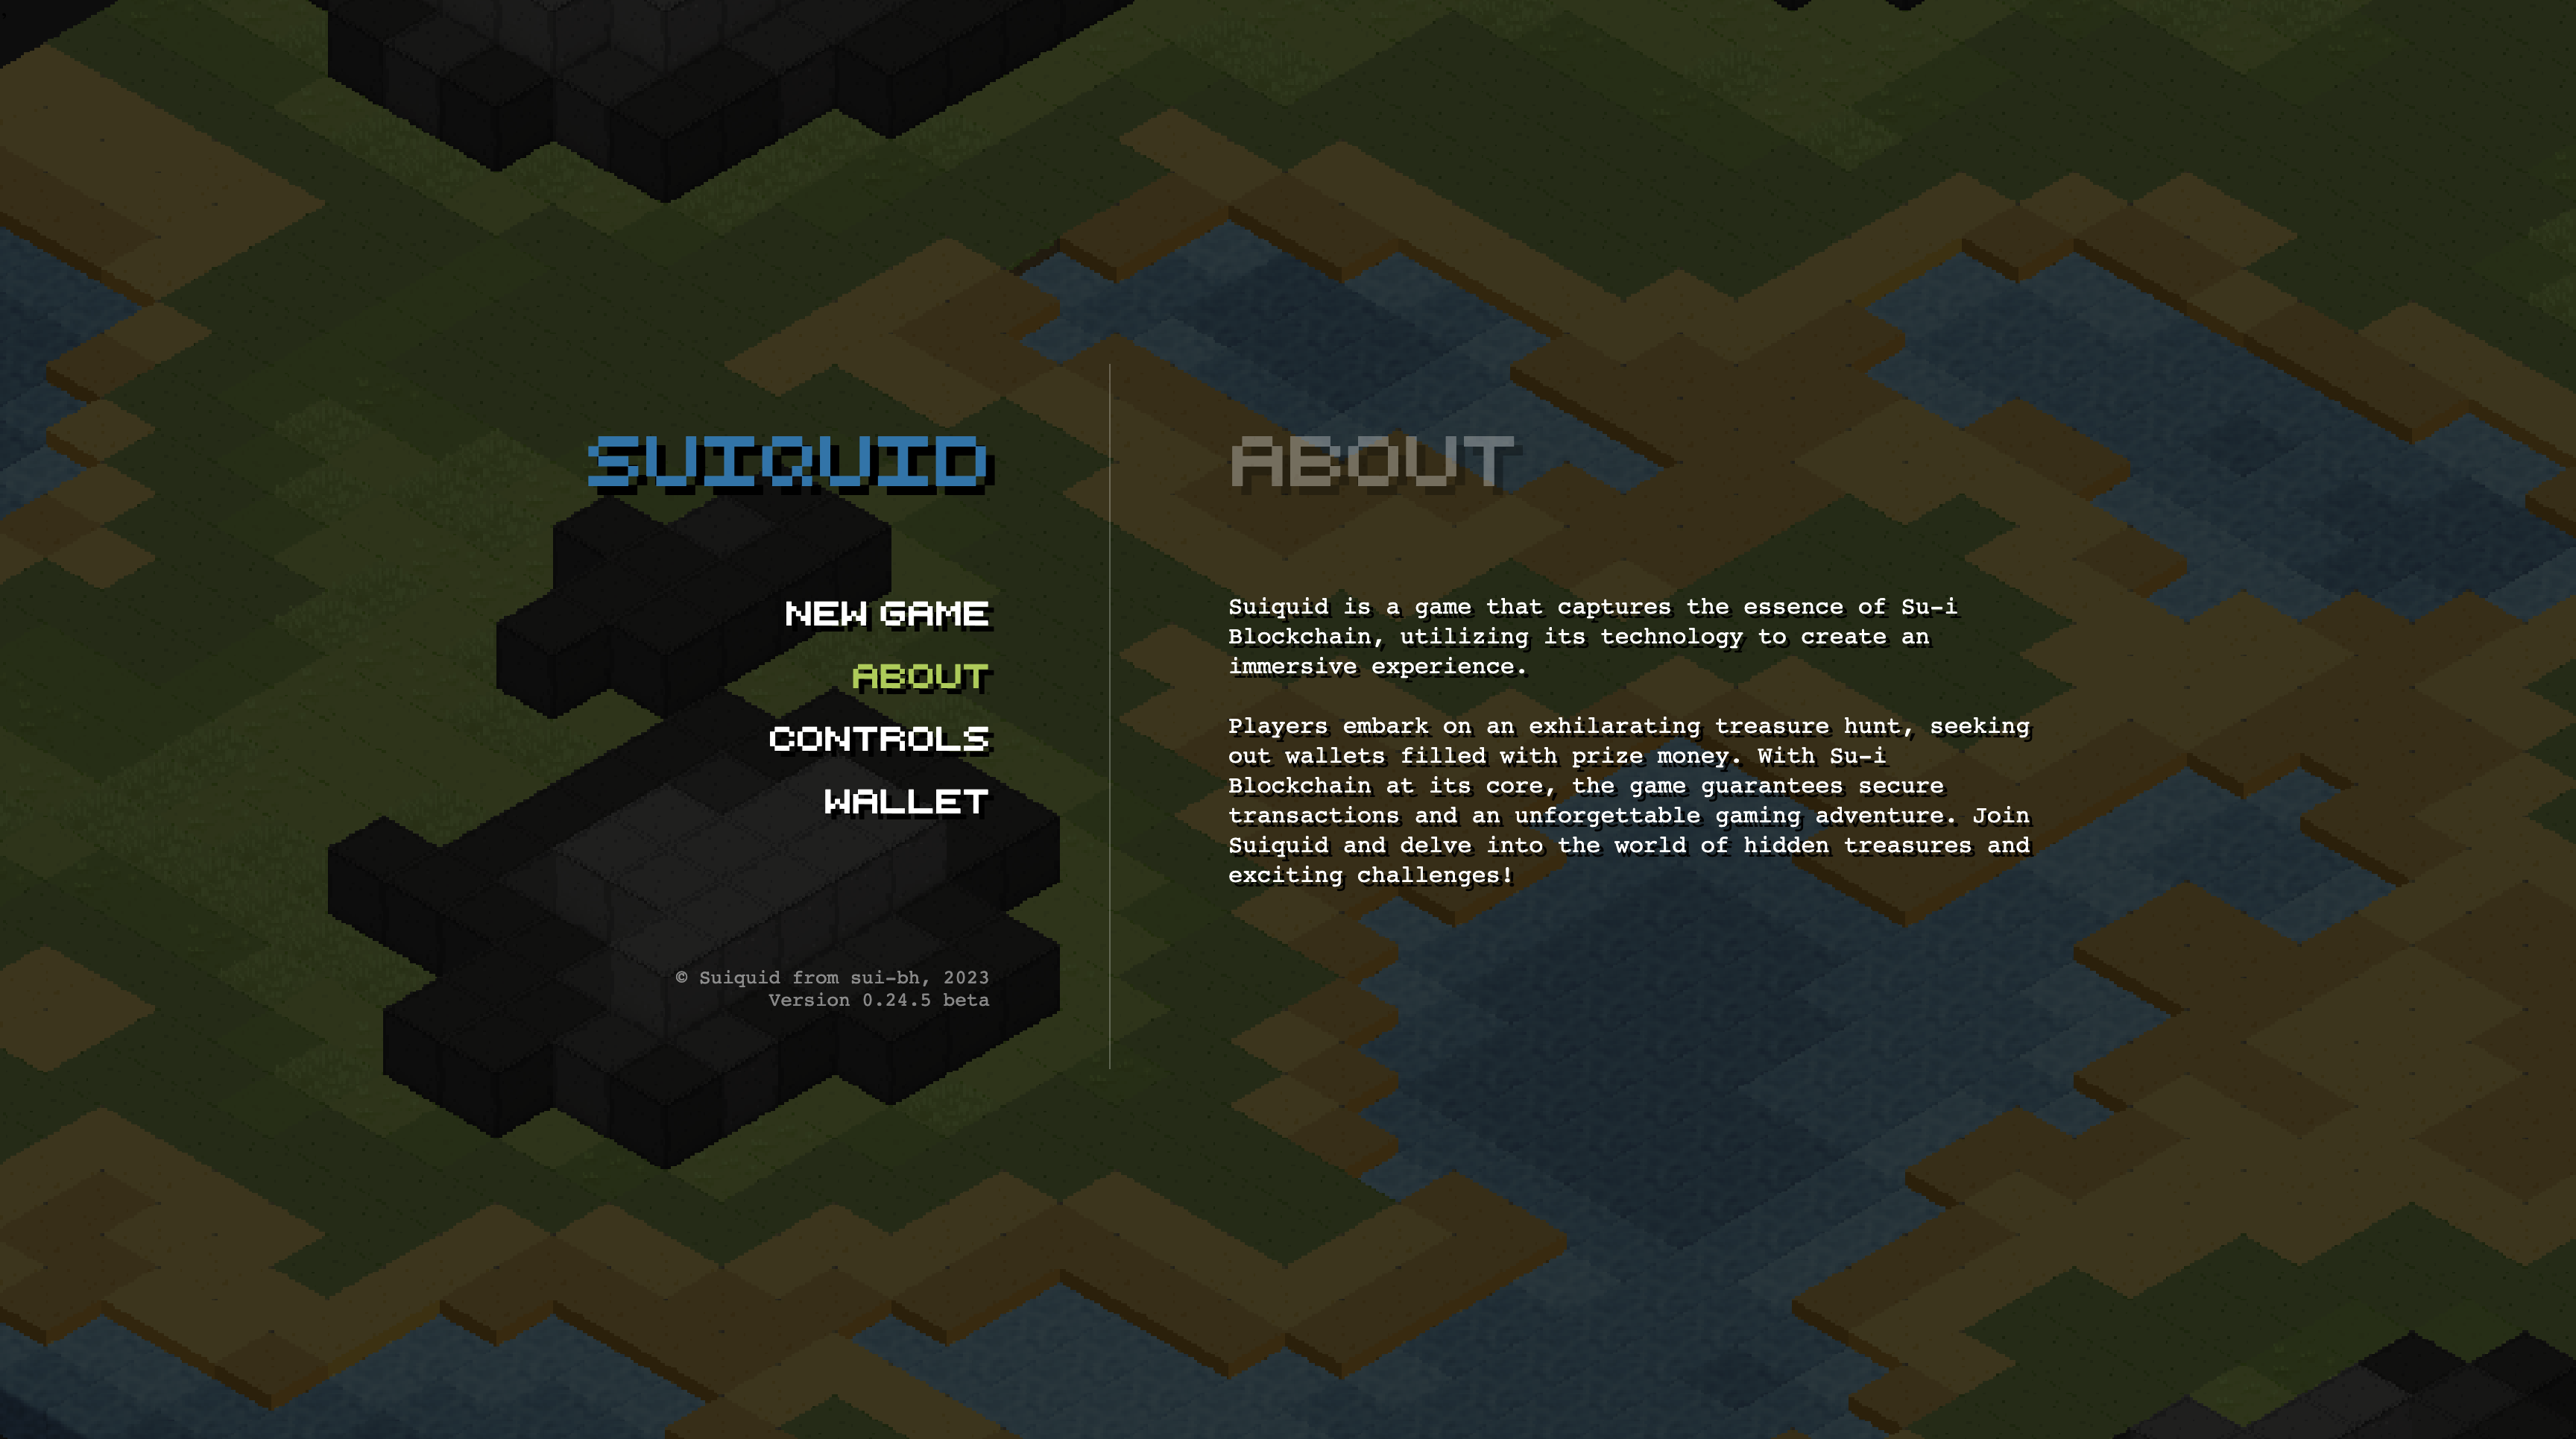 SUIQUID
NEW GAME
ABOUT
CONTROLS
WALLET
© Suiquid from sui-bh, 2023
Version 0.24.5 beta
ABOUT
Suiquid is a game that captures the essence of Su-i
Blockchain, utilizing its technology to create an
immersive experience.
Players embark on an exhilarating treasure hunt, seeking
out wallets filled with prize money. With Su-i
Blockchain at its core, the game guarantees secure
transactions and an unforgettable gaming adventure. Join
Suiquid and delve into the world of hidden treasures and
exciting challenges!